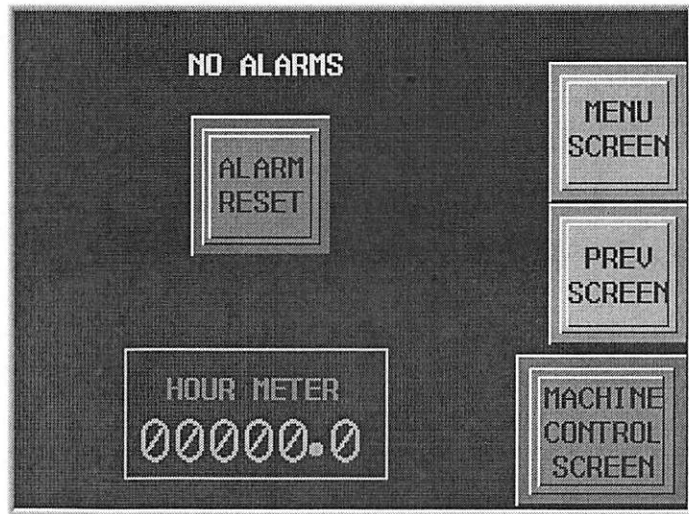 NO ALARMS
ALARM
RESET
HOUR METER
00000.0
MENU
SCREEN
PREV
SCREEN
MACHINE
CONTROL
SCREEN